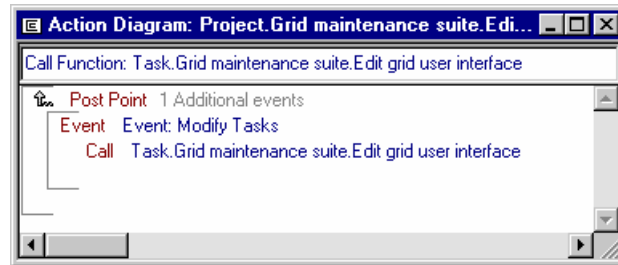 Action Diagram: Project.Grid maintenance suite.Edi...
Call Function: Task.Grid maintenance suite.Edit grid user interface
Post Point 1 Additional events
Event Event: Modify Tasks
Call Task.Grid maintenance suite.Edit grid user interface